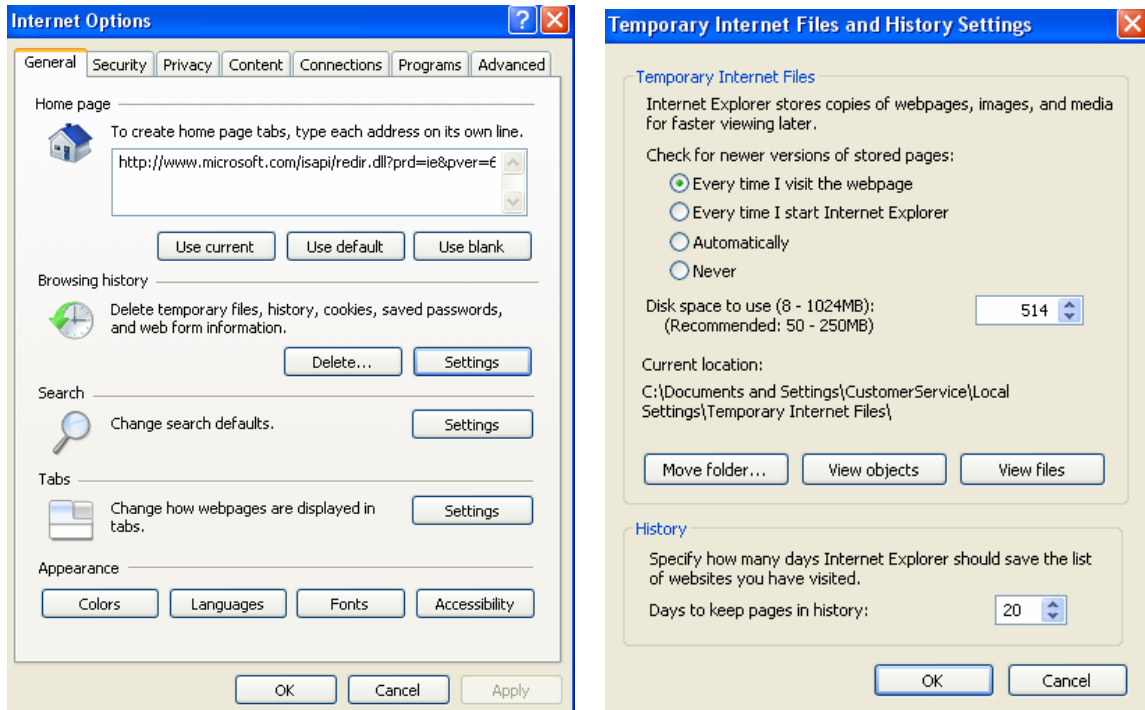 Internet Options
General Security Privacy Content Connections Programs Advanced
Home page
To create home page tabs, type each address on its own line.
http://www.microsoft.com/isapi/redir.dll?prd=ie&pver=6
Use current Use default Use blank
Browsing history
Delete temporary files, history, cookies, saved passwords,
and web form information.
Delete... Settings
Search
Change search defaults.
Settings
Tabs
Change how webpages are displayed in
tabs.
Settings
Appearance
Colors Languages Fonts Accessibility
OK Cancel Apply
Temporary Internet Files and History Settings
Temporary Internet Files
Internet Explorer stores copies of webpages, images, and media
for faster viewing later.
Check for newer versions of stored pages:
Every time I visit the webpage
Every time I start Internet Explorer
Automatically
Never
Disk space to use (8 - 1024MB): 514
(Recommended: 50 - 250MB)
Current location:
C:\Documents and Settings\CustomerService\Local
Settings\Temporary Internet Files\
Move folder... View objects View files
History
Specify how many days Internet Explorer should save the list
of websites you have visited.
Days to keep pages in history: 20
OK Cancel